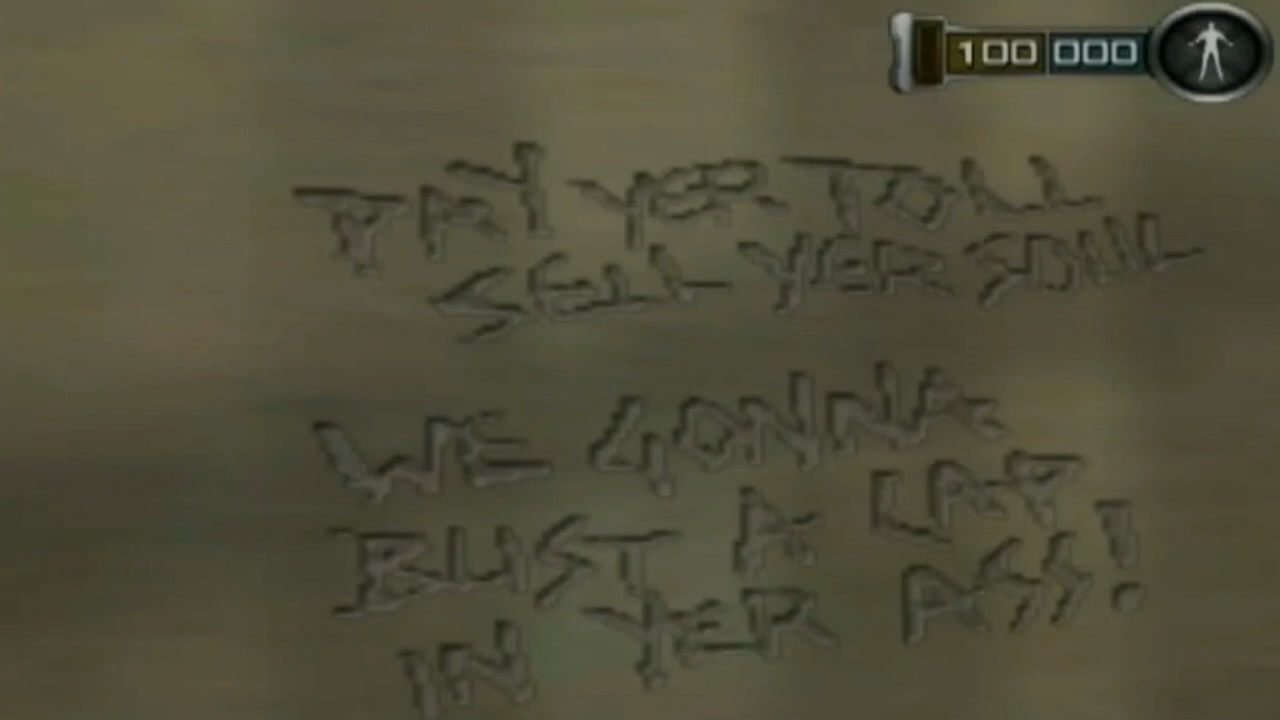 100 000
PAY YER TOLL
SELL YER SOUL
WE GONNA
BUST A CAP
IN YER ASS!